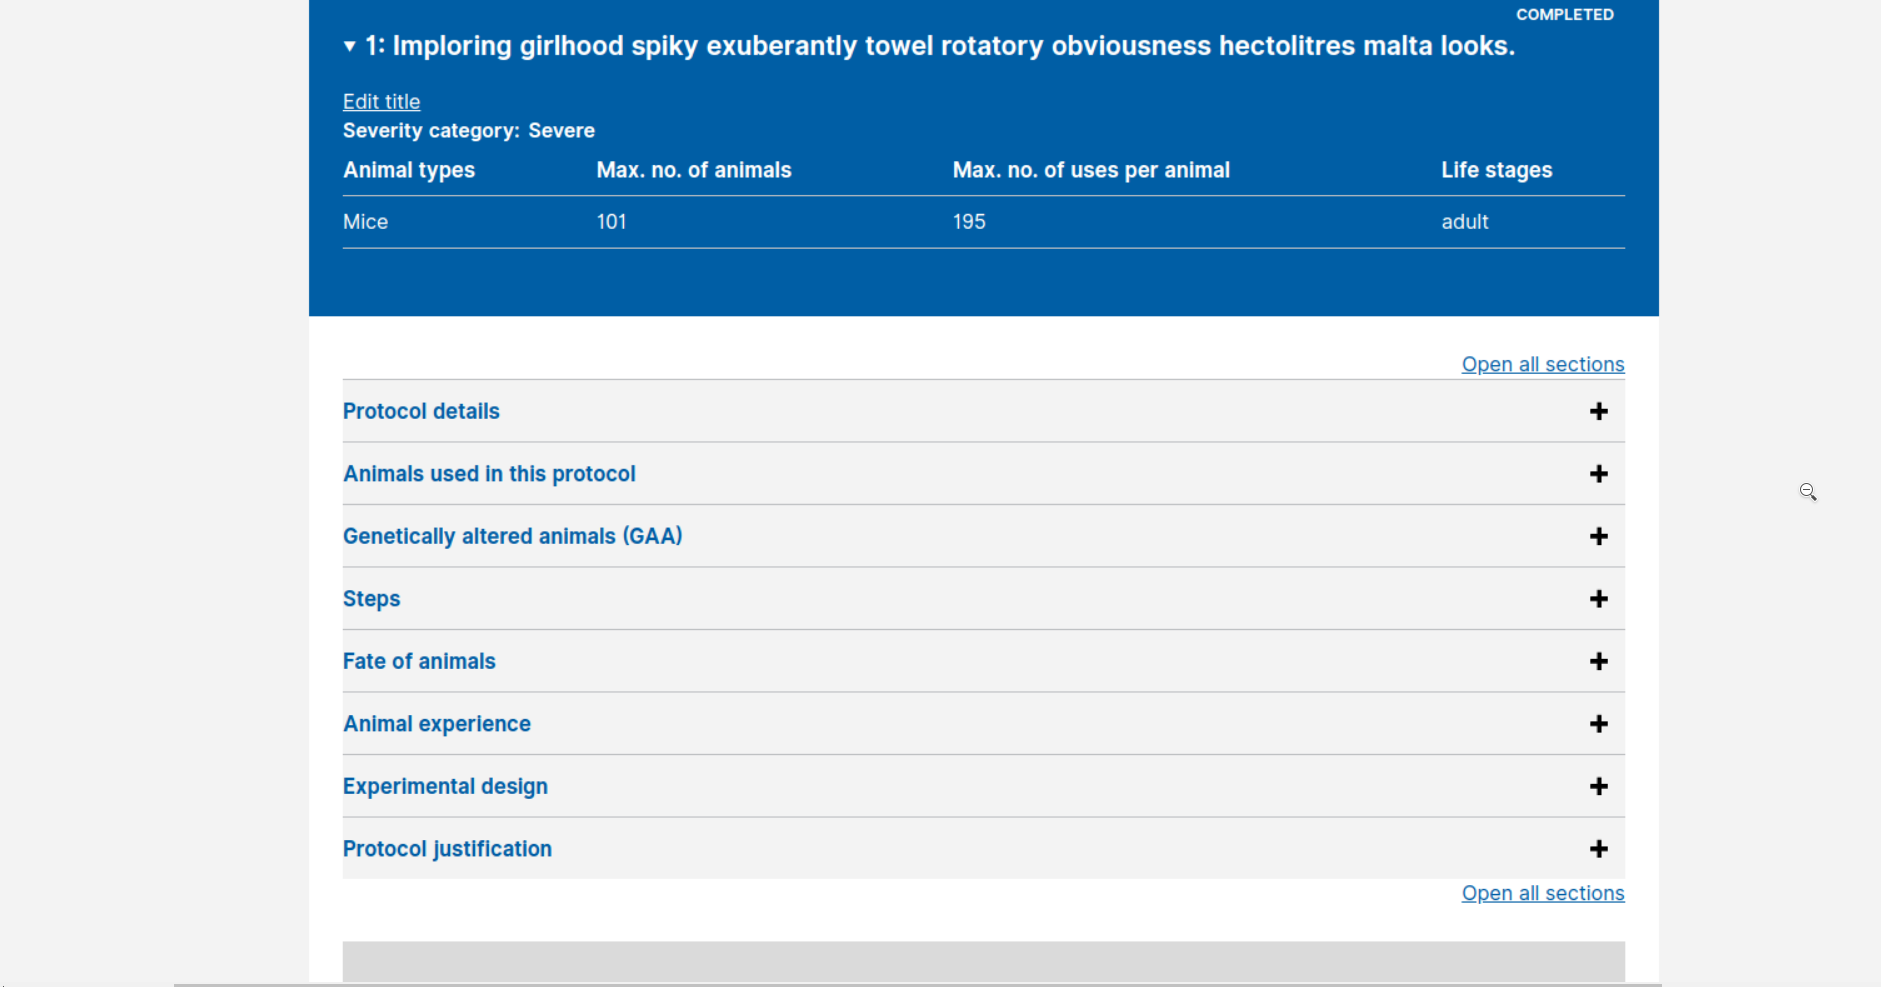 COMPLETED
▼ 1: Imploring girlhood spiky exuberantly towel rotatory obviousness hectolitres malta looks.
Edit title
Severity category: Severe
Animal types Max. no. of animals Max. no. of uses per animal Life stages
Mice 101 195 adult
Open all sections
Protocol details +
Animals used in this protocol +
Genetically altered animals (GAA) +
Steps +
Fate of animals +
Animal experience +
Experimental design +
Protocol justification +
Open all sections